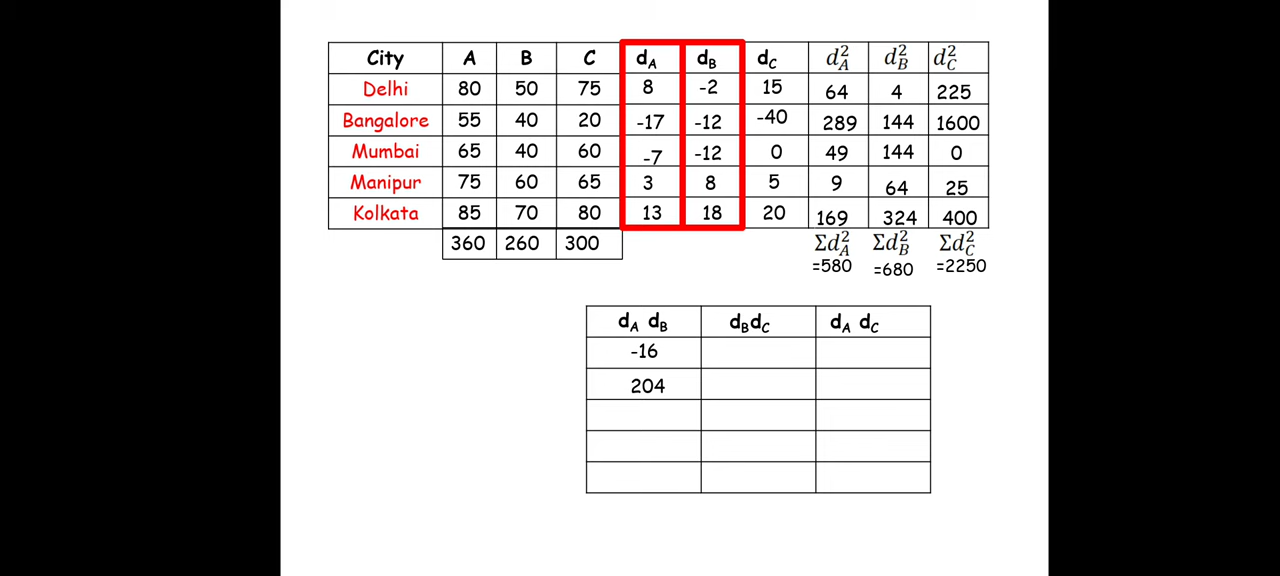 City A B C dA dB dC d²A d²B d²C
Delhi 80 50 75 8 -2 15 64 4 225
Bangalore 55 40 20 -17 -12 -40 289 144 1600
Mumbai 65 40 60 -7 -12 0 49 144 0
Manipur 75 60 65 3 8 5 9 64 25
Kolkata 85 70 80 13 18 20 169 324 400
360 260 300 Σd²A Σd²B Σd²C
=580 =680 =2250
dA dB dBdC dA dC
-16
204